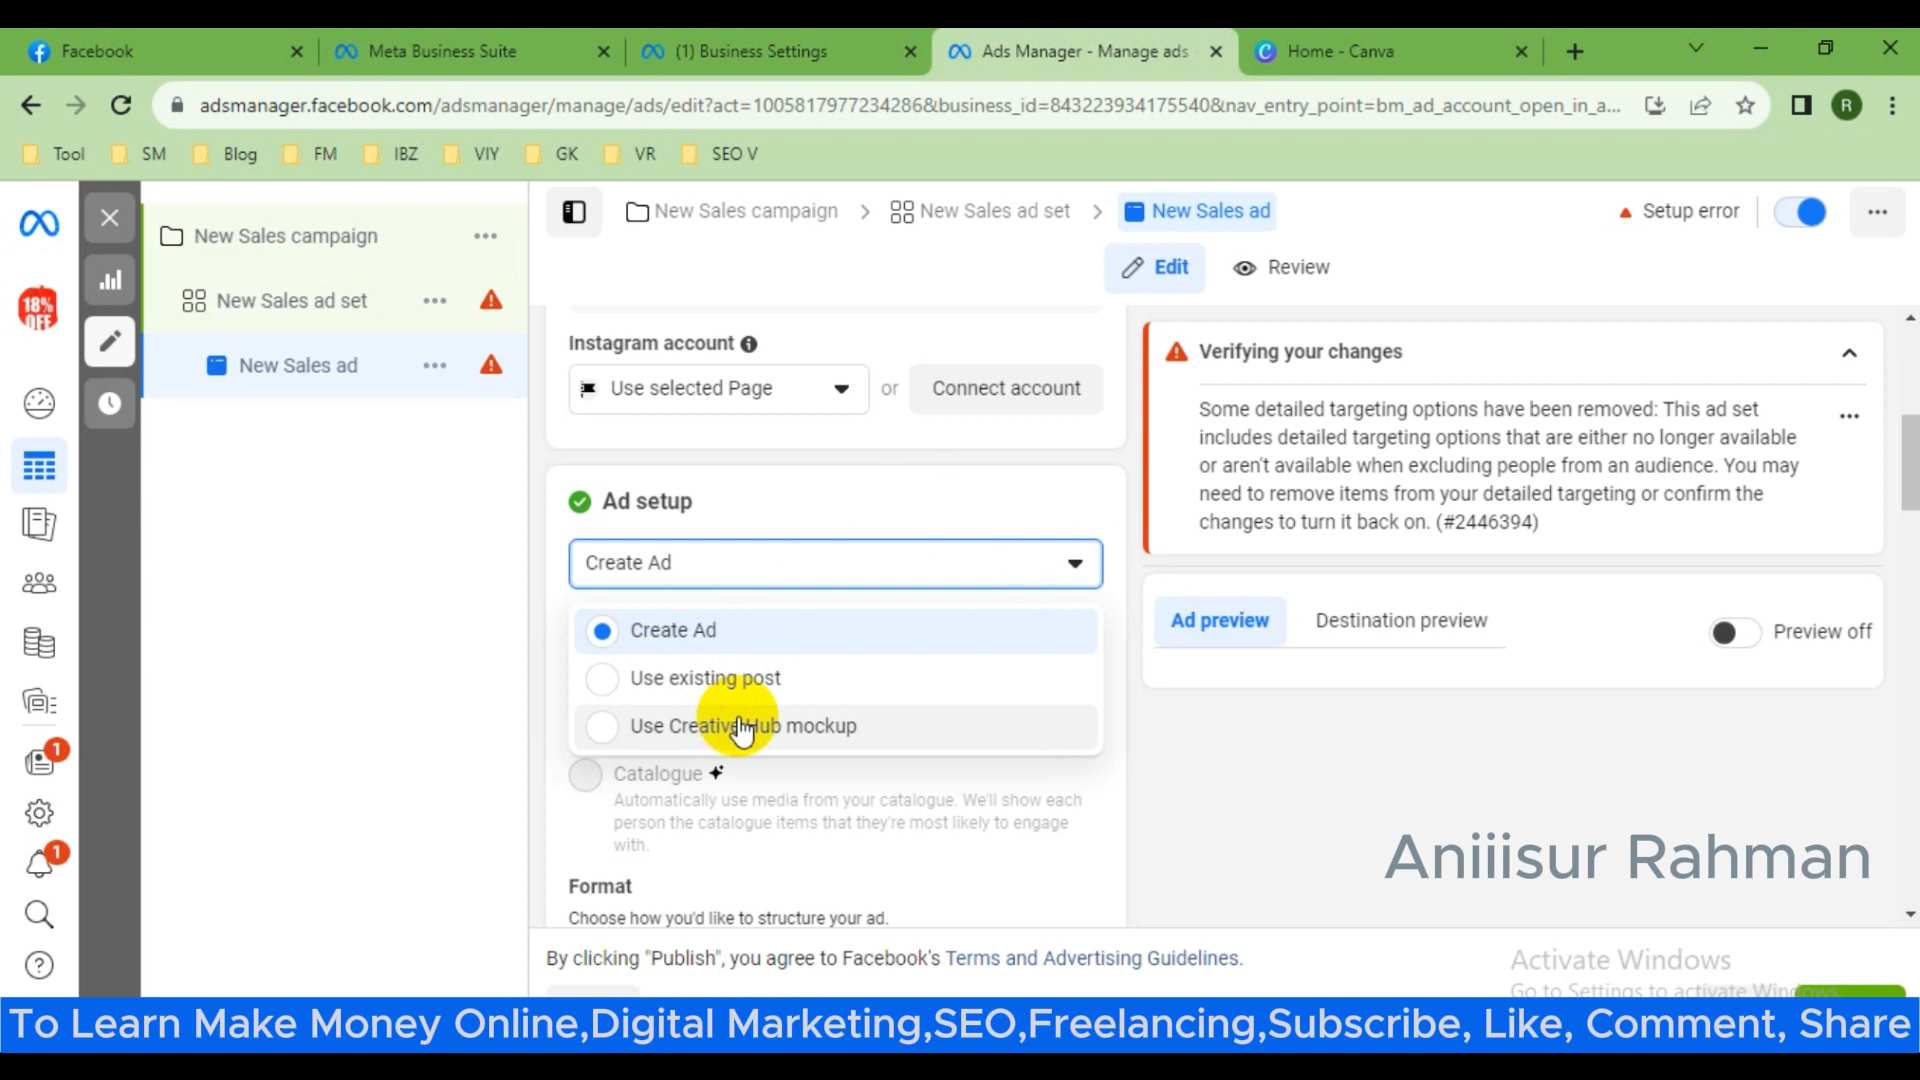 Facebook
Meta Business Suite
(1) Business Settings
Ads Manager - Manage ads
Home - Canva
adsmanager.facebook.com/adsmanager/manage/ads/edit?act=1005817977234286&business_id=843223934175540&nav_entry_point=bm_ad_account_open_in_a...
R
Tool
SM
Blog
FM
IBZ
VIY
GK
VR
SEO V
18% OFF
New Sales campaign
New Sales ad set
New Sales ad
New Sales campaign
New Sales ad set
New Sales ad
Setup error
Edit
Review
Instagram account
Use selected Page
or
Connect account
Ad setup
Create Ad
Create Ad
Use existing post
Use Creative Hub mockup
Catalogue
Automatically use media from your catalogue. We'll show each
person the catalogue items that they're most likely to engage
with.
Format
Choose how you'd like to structure your ad.
Verifying your changes
Some detailed targeting options have been removed: This ad set
includes detailed targeting options that are either no longer available
or aren't available when excluding people from an audience. You may
need to remove items from your detailed targeting or confirm the
changes to turn it back on. (#2446394)
Ad preview
Destination preview
Preview off
1
1
Aniiisur Rahman
By clicking "Publish", you agree to Facebook's Terms and Advertising Guidelines.
Activate Windows
Go to Settings to activate Windows.
To Learn Make Money Online,Digital Marketing,SEO,Freelancing,Subscribe, Like, Comment, Share